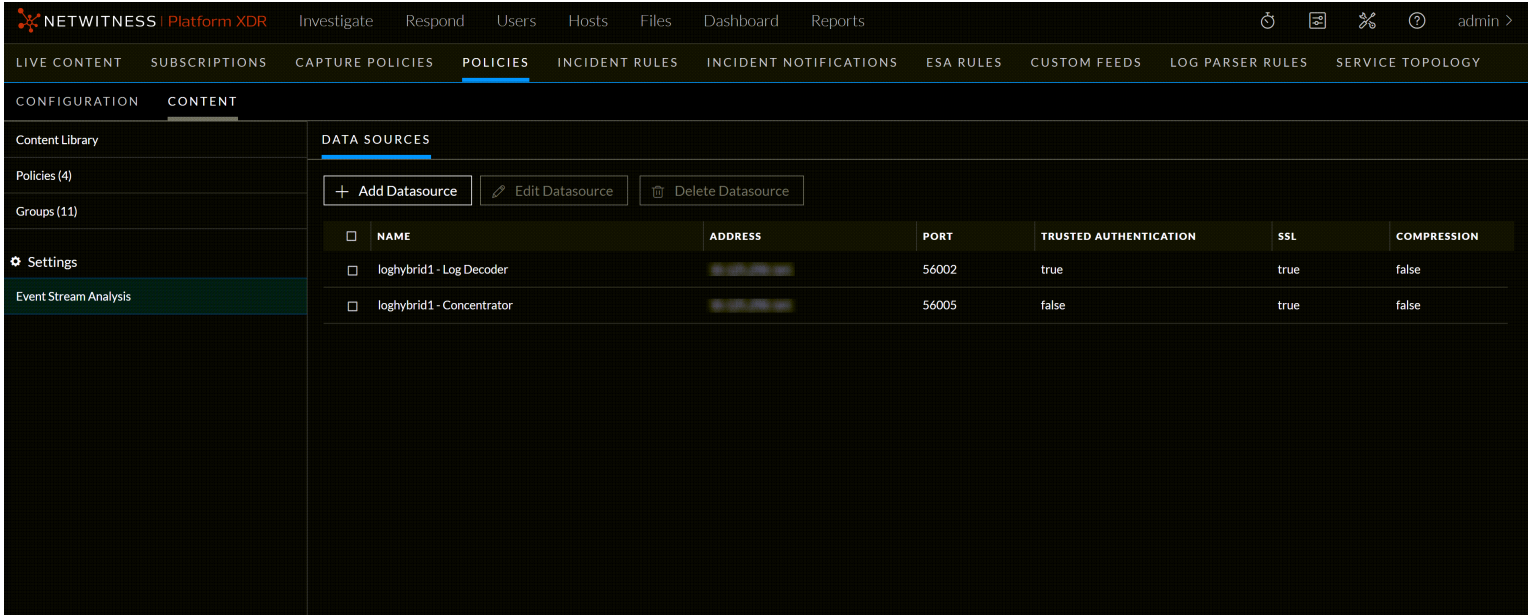 NETWITNESS | Platform XDR Investigate Respond Users Hosts Files Dashboard Reports admin >
LIVE CONTENT SUBSCRIPTIONS CAPTURE POLICIES POLICIES INCIDENT RULES INCIDENT NOTIFICATIONS ESA RULES CUSTOM FEEDS LOG PARSER RULES SERVICE TOPOLOGY
CONFIGURATION CONTENT
Content Library
Policies (4)
Groups (11)
Settings
Event Stream Analysis
DATA SOURCES
+ Add Datasource Edit Datasource Delete Datasource
NAME ADDRESS PORT TRUSTED AUTHENTICATION SSL COMPRESSION
loghybrid1 - Log Decoder 56002 true true false
loghybrid1 - Concentrator 56005 false true false